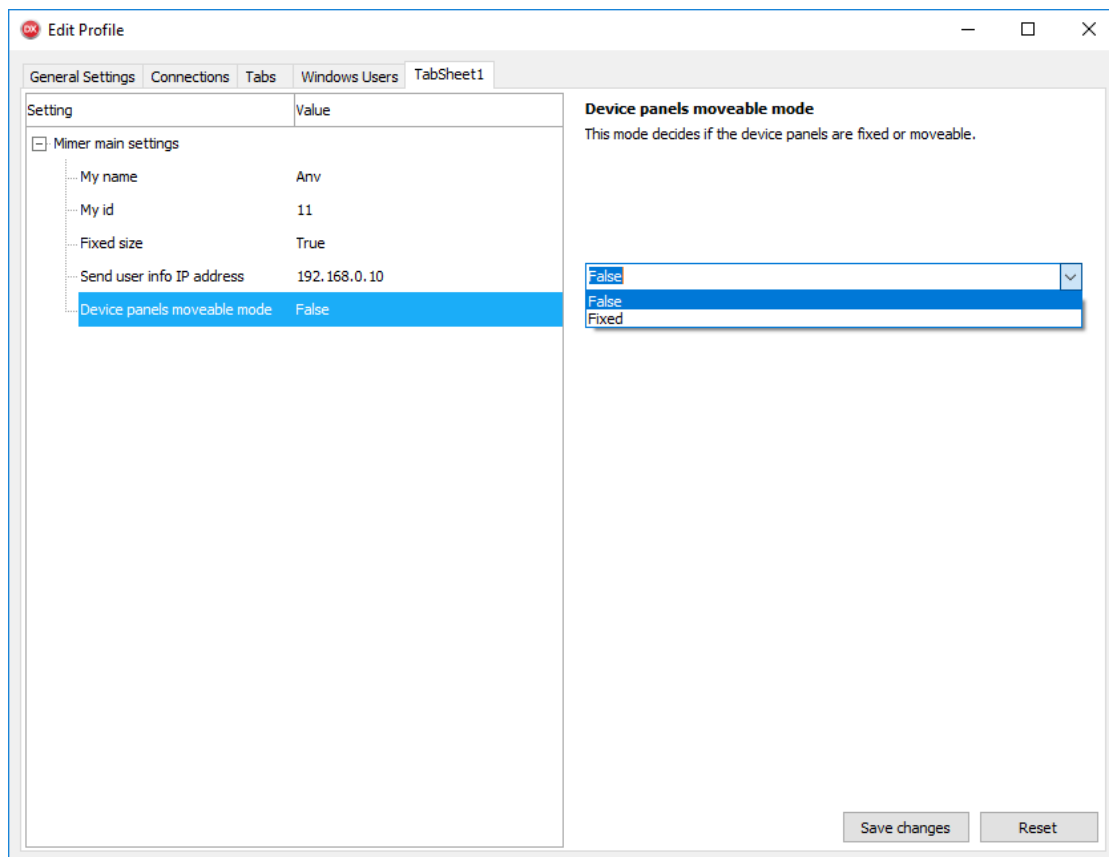 DX Edit Profile
General Settings Connections Tabs Windows Users TabSheet1
Setting Value
Mimer main settings
My name Anv
My id 11
Fixed size True
Send user info IP address 192.168.0.10
Device panels moveable mode False
Device panels moveable mode
This mode decides if the device panels are fixed or moveable.
False
False
Fixed
Save changes Reset